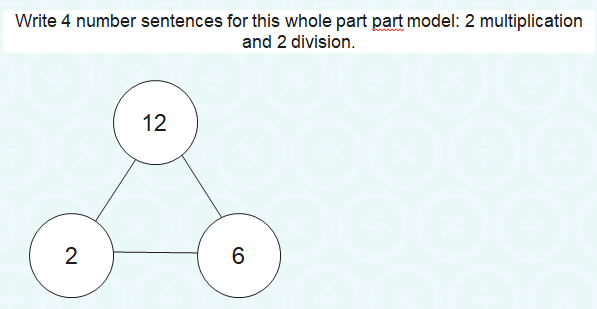 Write 4 number sentences for this whole part part model: 2 multiplication
and 2 division.
12
2
6